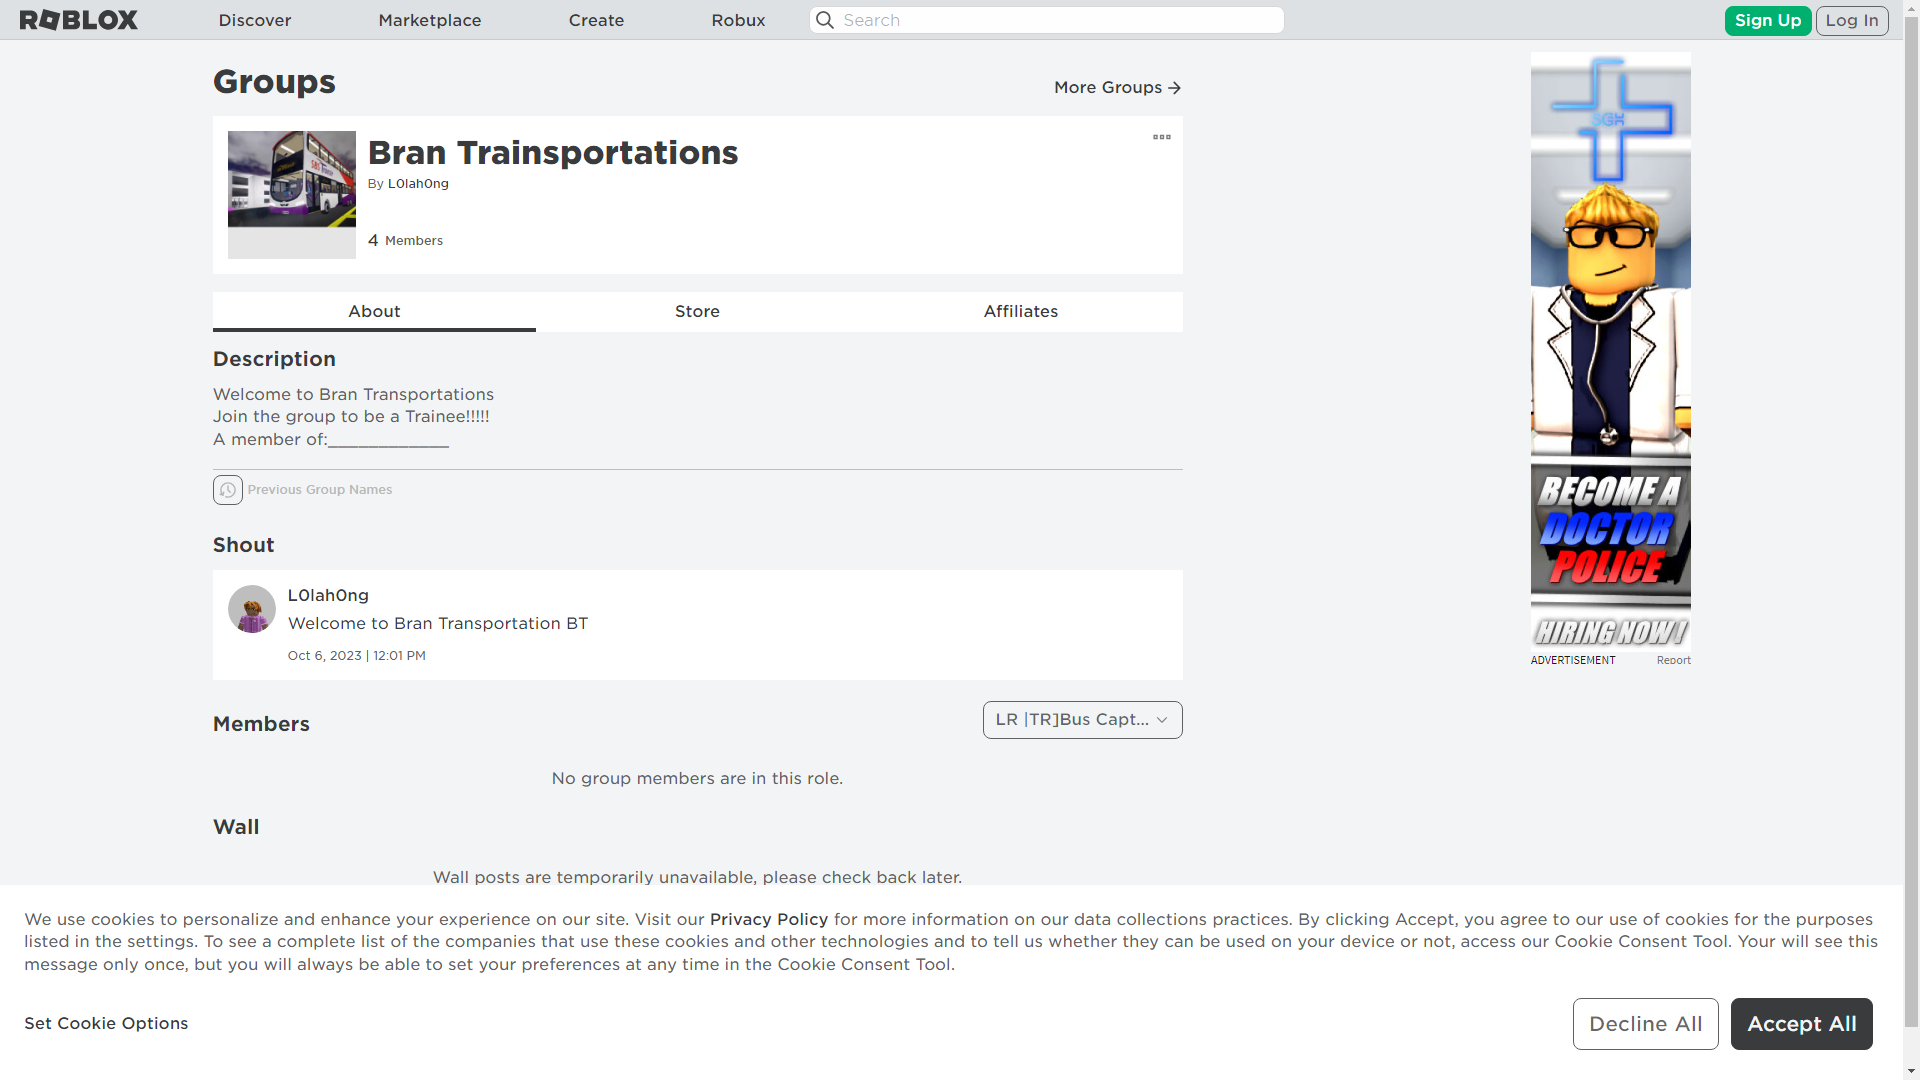 ROBLOX
Discover
Marketplace
Create
Robux
Search
Sign Up
Log In
Groups
More Groups
Bran Trainsportations
By L0lah0ng
4 Members
About
Store
Affiliates
Description
Welcome to Bran Transportations
Join the group to be a Trainee!!!!!
A member of:____________
Previous Group Names
Shout
L0lah0ng
Welcome to Bran Transportation BT
Oct 6, 2023 | 12:01 PM
Members
LR |TR]Bus Capt...
No group members are in this role.
Wall
Wall posts are temporarily unavailable, please check back later.
SGH
BECOME A
DOCTOR
POLICE
HIRING NOW!
ADVERTISEMENT
Report
We use cookies to personalize and enhance your experience on our site. Visit our Privacy Policy for more information on our data collections practices. By clicking Accept, you agree to our use of cookies for the purposes
listed in the settings. To see a complete list of the companies that use these cookies and other technologies and to tell us whether they can be used on your device or not, access our Cookie Consent Tool. Your will see this
message only once, but you will always be able to set your preferences at any time in the Cookie Consent Tool.
Set Cookie Options
Decline All
Accept All